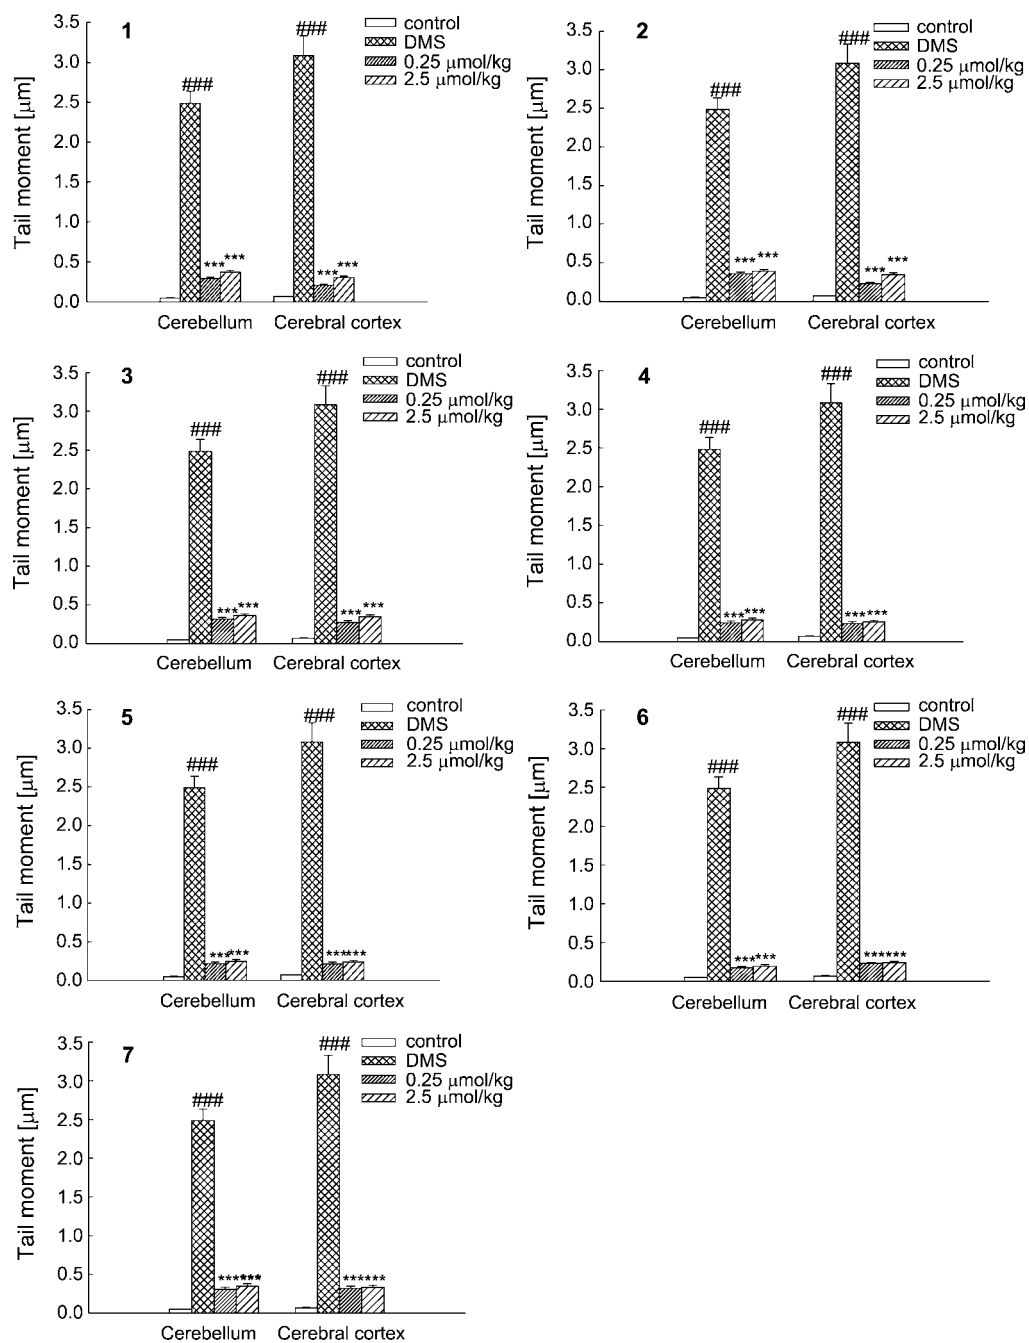 1
control
DMS
0.25 μmol/kg
2.5 μmol/kg
Tail moment [μm]
3.5
3.0
2.5
2.0
1.5
1.0
0.5
0.0
###
###
***
***
***
***
Cerebellum
Cerebral cortex
2
control
DMS
0.25 μmol/kg
2.5 μmol/kg
Tail moment [μm]
3.5
3.0
2.5
2.0
1.5
1.0
0.5
0.0
###
###
***
***
***
***
Cerebellum
Cerebral cortex
3
control
DMS
0.25 μmol/kg
2.5 μmol/kg
Tail moment [μm]
3.5
3.0
2.5
2.0
1.5
1.0
0.5
0.0
###
###
***
***
***
***
Cerebellum
Cerebral cortex
4
control
DMS
0.25 μmol/kg
2.5 μmol/kg
Tail moment [μm]
3.5
3.0
2.5
2.0
1.5
1.0
0.5
0.0
###
###
***
***
***
***
Cerebellum
Cerebral cortex
5
control
DMS
0.25 μmol/kg
2.5 μmol/kg
Tail moment [μm]
3.5
3.0
2.5
2.0
1.5
1.0
0.5
0.0
###
###
***
***
***
***
Cerebellum
Cerebral cortex
6
control
DMS
0.25 μmol/kg
2.5 μmol/kg
Tail moment [μm]
3.5
3.0
2.5
2.0
1.5
1.0
0.5
0.0
###
###
***
***
***
***
Cerebellum
Cerebral cortex
7
control
DMS
0.25 μmol/kg
2.5 μmol/kg
Tail moment [μm]
3.5
3.0
2.5
2.0
1.5
1.0
0.5
0.0
###
###
***
***
***
***
Cerebellum
Cerebral cortex